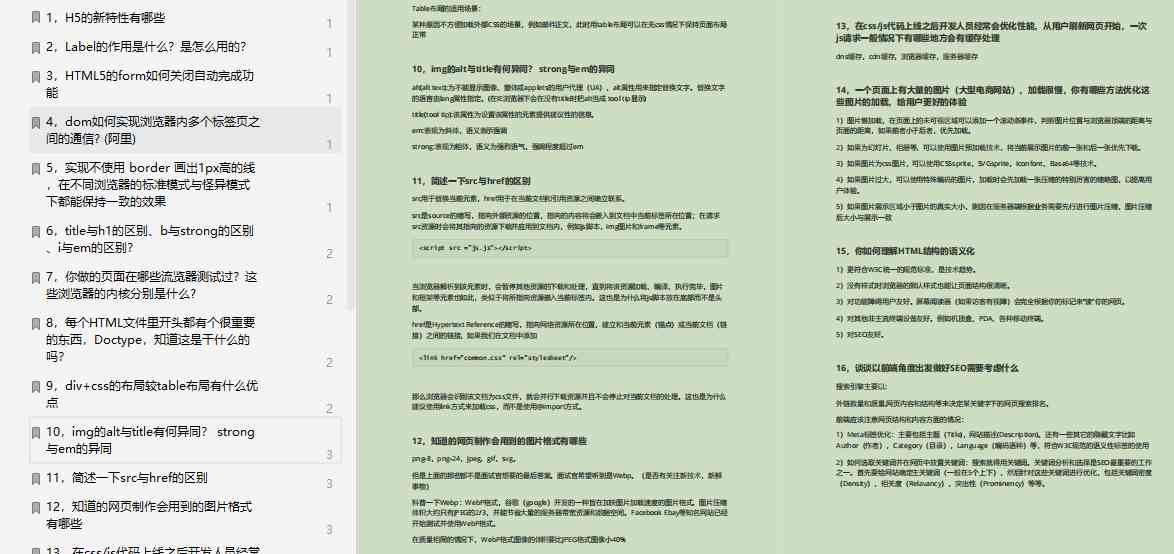 1，H5的新特性有哪些
1
2，Label的作用是什么？是怎么用的？
1
3，HTML5的form如何关闭自动完成功
能
1
4，dom如何实现浏览器内多个标签页之
间的通信？(阿里)
1
5，实现不使用 border 画出1px高的线
，在不同浏览器的标准模式与怪异模式
下都能保持一致的效果
1
6，title与h1的区别、b与strong的区别
、i与em的区别？
2
7，你做的页面在哪些流览器测试过？这
些浏览器的内核分别是什么？
2
8，每个HTML文件里开头都有个很重要
的东西，Doctype，知道这是干什么的
吗？
2
9，div+css的布局较table布局有什么优
点
2
10，img的alt与title有何异同？ strong
与em的异同
3
11，简述一下src与href的区别
3
12，知道的网页制作会用到的图片格式
有哪些
3
13，在css/js代码上线之后开发人员经常
Table布局的适用场景：
某种原因不方便加载外部CSS的场景，例如邮件正文，此时用table布局可以在无css情况下保持页面布局
正常
10，img的alt与title有何异同？ strong与em的异同
alt(alt text):为不能显示图像、窗体或applets的用户代理（UA），alt属性用来指定替换文字。替换文字
的语言由lang属性指定。(在IE浏览器下会在没有title时把alt当成 tool tip显示)
title(tool tip):该属性为设置该属性的元素提供建议性的信息。
em:表现为斜体，语义表示强调
strong:表现为粗体，语义为强烈语气，强调程度超过em
11，简述一下src与href的区别
src用于替换当前元素，href用于在当前文档和引用资源之间确立联系。
src是source的缩写，指向外部资源的位置，指向的内容将会嵌入到文档中当前标签所在位置；在请求
src资源时会将其指向的资源下载并应用到文档内，例如js脚本，img图片和frame等元素。
<script src ="js.js"></script>
当浏览器解析到该元素时，会暂停其他资源的下载和处理，直到将该资源加载、编译、执行完毕，图片
和框架等元素也如此，类似于将所指向资源嵌入当前标签内。这也是为什么将js脚本放在底部而不是头
部。
href是Hypertext Reference的缩写，指向网络资源所在位置，建立和当前元素（锚点）或当前文档（链
接）之间的链接，如果我们在文档中添加
<link href="common.css" rel="stylesheet"/>
那么浏览器会识别该文档为css文件，就会并行下载资源并且不会停止对当前文档的处理。这也是为什么
建议使用link方式来加载css，而不是使用@import方式。
12，知道的网页制作会用到的图片格式有哪些
png-8，png-24，jpeg，gif，svg。
但是上面的那些都不是面试官想要的最后答案。面试官希望听到是Webp。（是否有关注新技术，新鲜
事物）
科普一下Webp：WebP格式，谷歌（google）开发的一种旨在加快图片加载速度的图片格式。图片压缩
体积大约只有JPEG的2/3，并能节省大量的服务器带宽资源和数据空间。Facebook Ebay等知名网站已经
开始测试并使用WebP格式。
在质量相同的情况下，WebP格式图像的体积要比JPEG格式图像小40%
13，在css/js代码上线之后开发人员经常会优化性能，从用户刷新网页开始，一次
js请求一般情况下有哪些地方会有缓存处理
dns缓存，cdn缓存，浏览器缓存，服务器缓存
14，一个页面上有大量的图片（大型电商网站），加载很慢，你有哪些方法优化这
些图片的加载，给用户更好的体验
1）图片懒加载，在页面上的未可视区域可以添加一个滚动条事件，判断图片位置与浏览器顶端的距离与
页面的距离，如果前者小于后者，优先加载。
2）如果为幻灯片、相册等，可以使用图片预加载技术，将当前展示图片的前一张和后一张优先下载。
3）如果图片为css图片，可以使用CSSsprite，SVGsprite，Iconfont、Base64等技术。
4）如果图片过大，可以使用特殊编码的图片，加载时会先加载一张压缩的特别厉害的缩略图，以提高用
户体验。
5）如果图片展示区域小于图片的真实大小，则因在服务器端根据业务需要先行进行图片压缩，图片压缩
后大小与展示一致
15，你如何理解HTML结构的语义化
1）更符合W3C统一的规范标准，是技术趋势。
2）没有样式时浏览器的默认样式也能让页面结构很清晰。
3）对功能障碍用户友好。屏幕阅读器（如果访客有视障）会完全根据你的标记来“读”你的网页。
4）对其他非主流终端设备友好。例如机顶盒、PDA、各种移动终端。
5）对SEO友好。
16，谈谈以前端角度出发做好SEO需要考虑什么
搜索引擎主要以：
外链数量和质量,网页内容和结构等来决定某关键字下的网页搜索排名。
前端应该注意网页结构和内容方面的情况：
1）Meta标签优化：主要包括主题（Title)，网站描述(Description)。还有一些其它的隐藏文字比如
Author（作者），Category（目录），Language（编码语种）等。符合W3C规范的语义性标签的使用
2）如何选取关键词并在网页中放置关键词：搜索就得用关键词。关键词分析和选择是SEO最重要的工作
之一。首先要给网站确定主关键词（一般在5个上下），然后针对这些关键词进行优化，包括关键词密度
（Density），相关度（Relavancy），突出性（Prominency）等等。